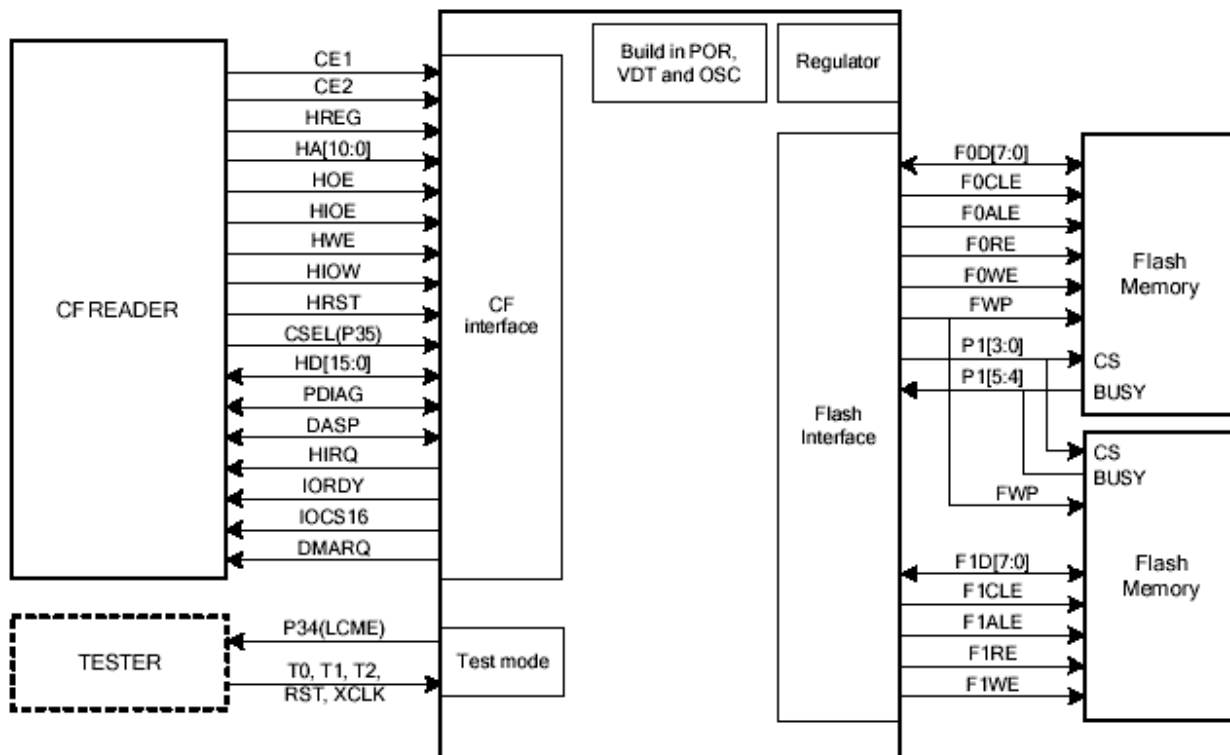 CF READER
CE1
CE2
HREG
HA[10:0]
HOE
HIOE
HWE
HIOW
HRST
CSEL(P35)
HD[15:0]
PDIAG
DASP
HIRQ
IORDY
IOCS16
DMARQ
CF
interface
TESTER
P34(LCME)
T0, T1, T2,
RST, XCLK
Test mode
Build in POR,
VDT and OSC
Regulator
Flash
Interface
F0D[7:0]
F0CLE
F0ALE
F0RE
F0WE
FWP
P1[3:0]
P1[5:4]
Flash
Memory
CS
BUSY
CS
BUSY
FWP
F1D[7:0]
F1CLE
F1ALE
F1RE
F1WE
Flash
Memory